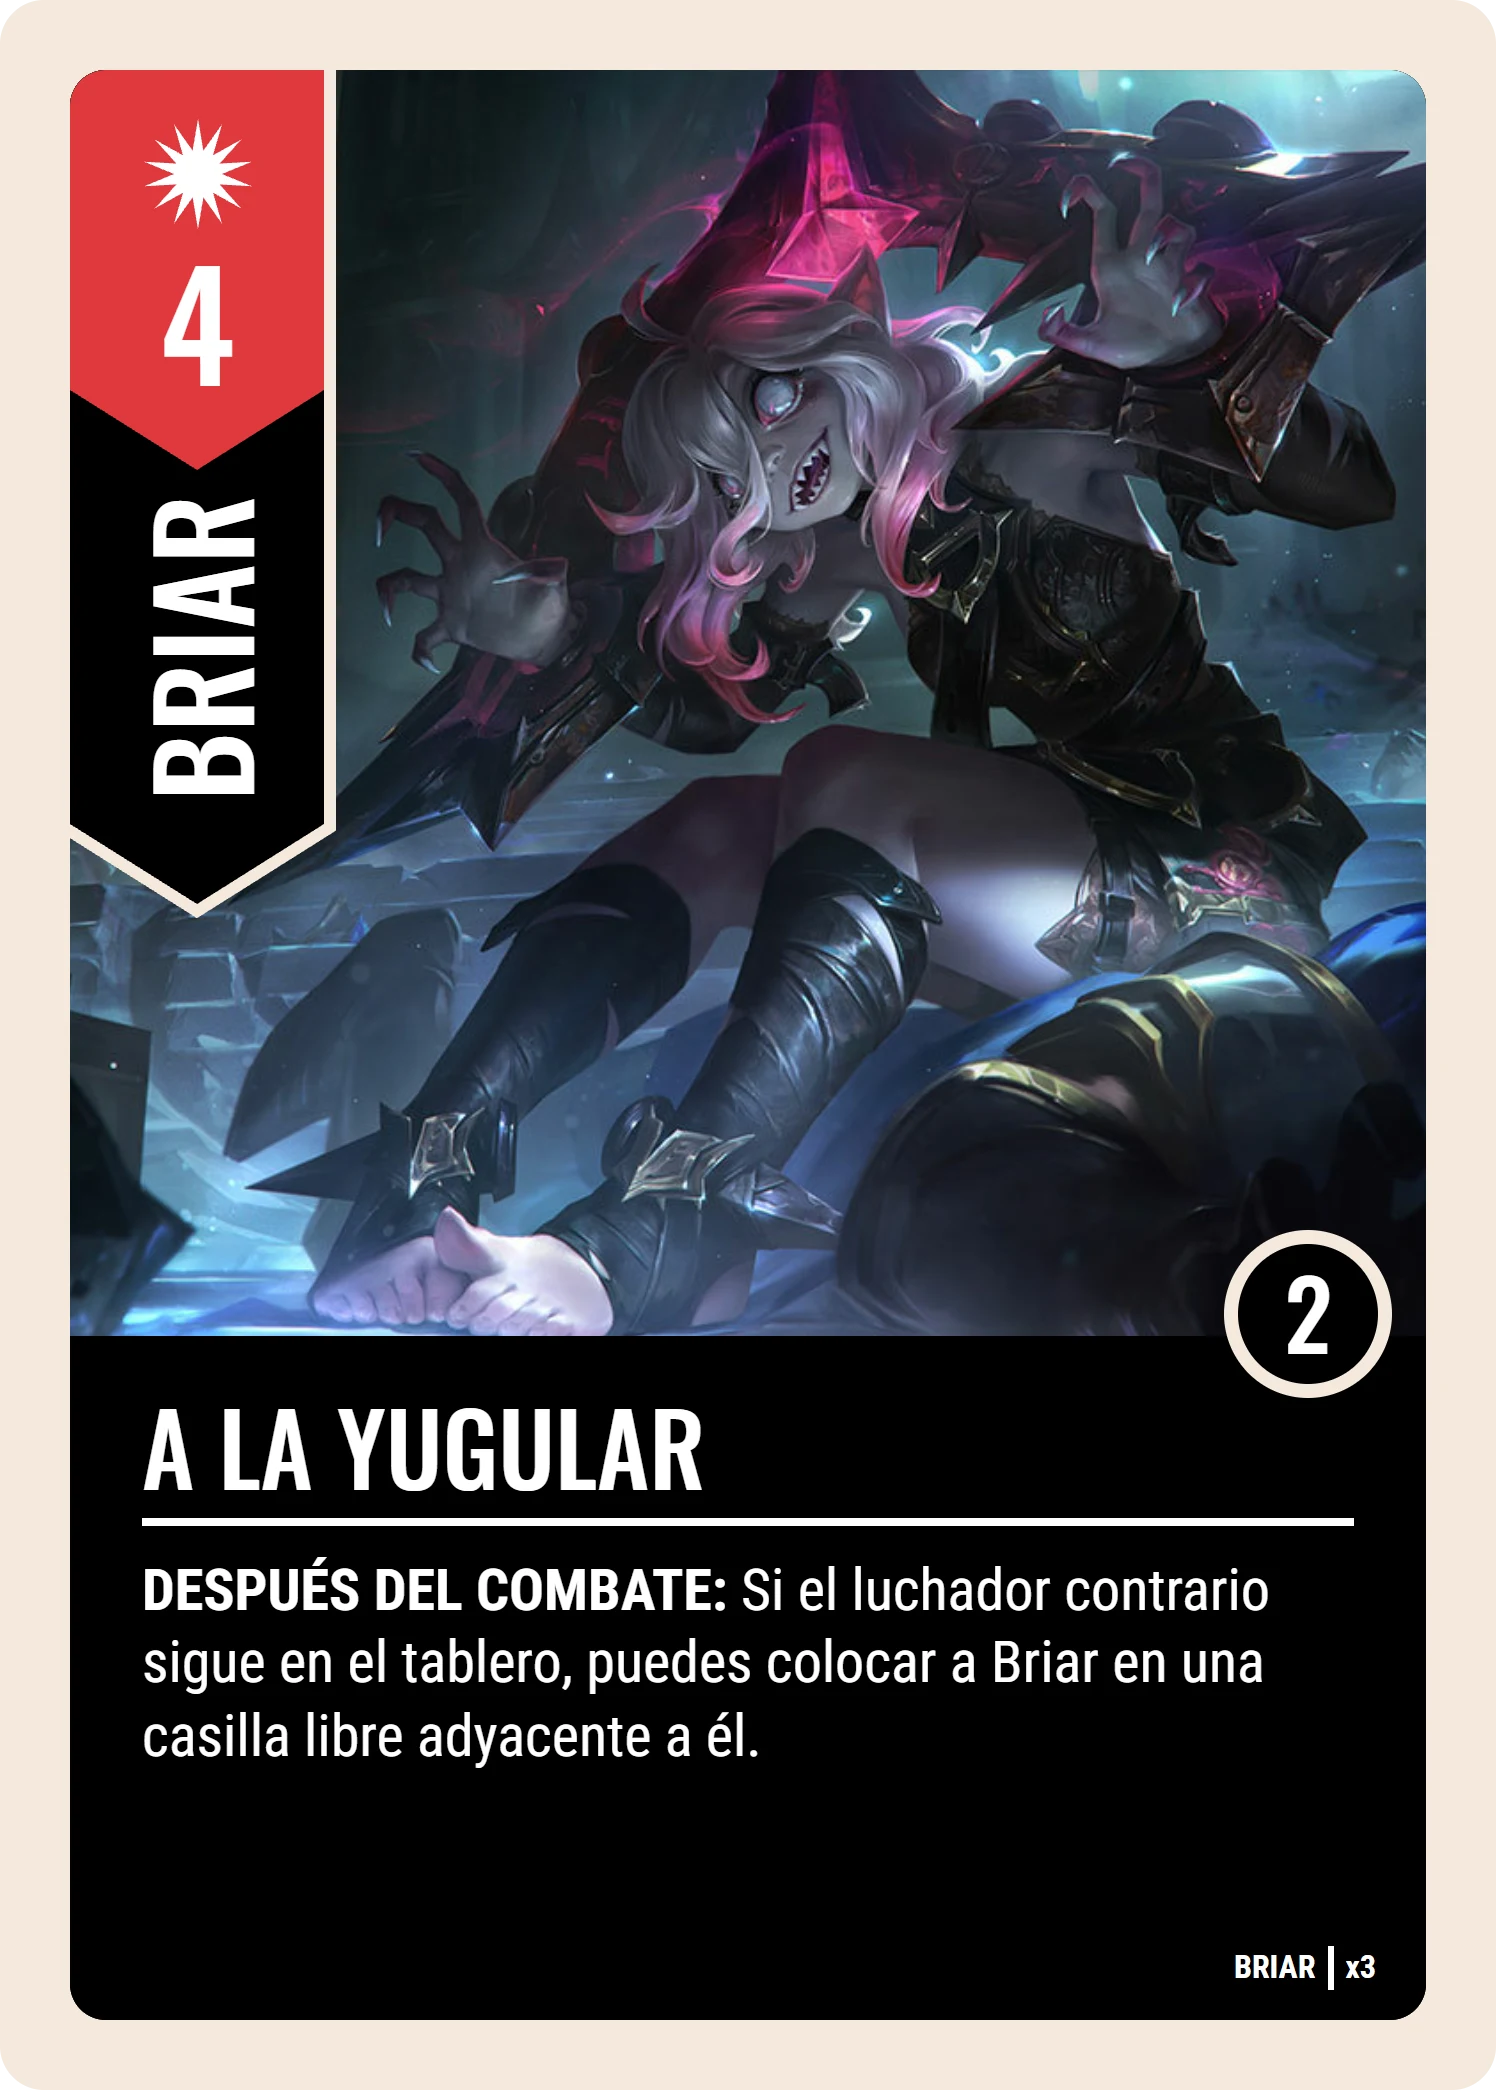 4
BRIAR
2
A LA YUGULAR
DESPUÉS DEL COMBATE: Si el luchador contrario
sigue en el tablero, puedes colocar a Briar en una
casilla libre adyacente a él.
BRIAR | x3